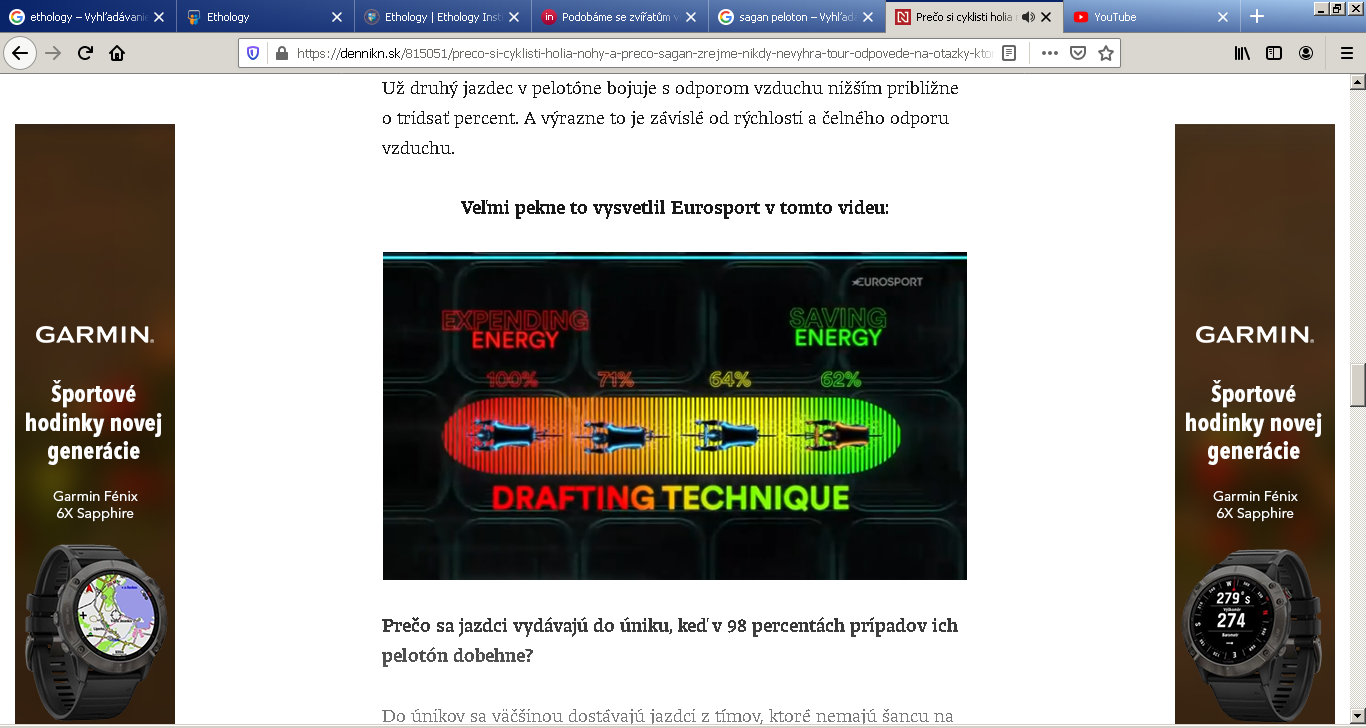 ethology – Vyhľadávanie
Ethology
Ethology | Ethology Inst
Podobáme se zvířatům v
sagan peloton – Vyhľadá
Prečo si cyklisti holia n
YouTube
https://dennikn.sk/815051/preco-si-cyklisti-holia-nohy-a-preco-sagan-zrejme-nikdy-nevyhra-tour-odpovede-na-otazky-kto
Už druhý jazdec v pelotóne bojuje s odporom vzduchu nižším približne
o tridsať percent. A výrazne to je závislé od rýchlosti a čelného odporu
vzduchu.
Veľmi pekne to vysvetlil Eurosport v tomto videu:
EUROSPORT
EXPENDING
ENERGY
SAVING
ENERGY
100% 71% 64% 62%
DRAFTING TECHNIQUE
Prečo sa jazdci vydávajú do úniku, keď v 98 percentách prípadov ich
pelotón dobehne?
Do únikov sa väčšinou dostávajú jazdci z tímov, ktoré nemajú šancu na
GARMIN.
Športové
hodinky novej
generácie
Garmin Fénix
6X Sapphire
GARMIN.
Športové
hodinky novej
generácie
Garmin Fénix
6X Sapphire
279°S
274